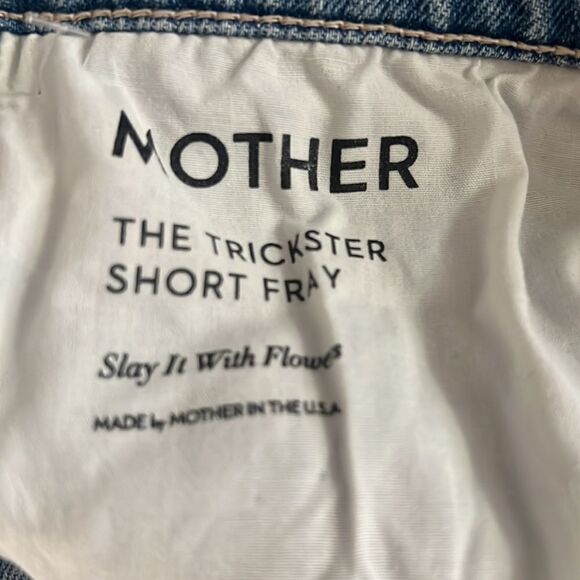 MOTHER
THE TRICKSTER
SHORT FRAY
Slay It With Flowers
MADE by MOTHER IN THE U.S.A